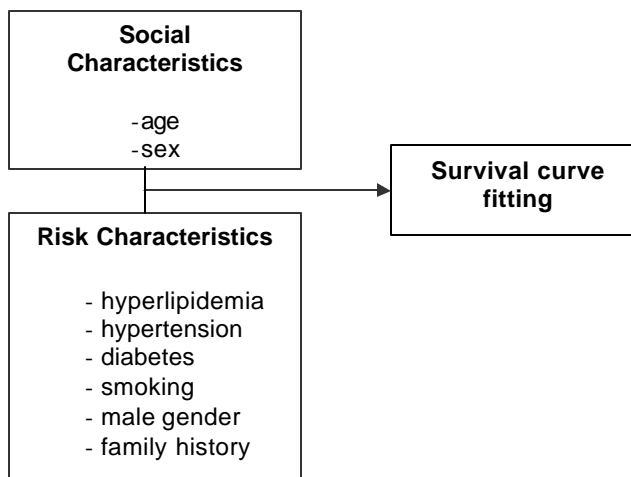 Social
Characteristics
-age
-sex
Survival curve
fitting
Risk Characteristics
- hyperlipidemia
- hypertension
- diabetes
- smoking
- male gender
- family history